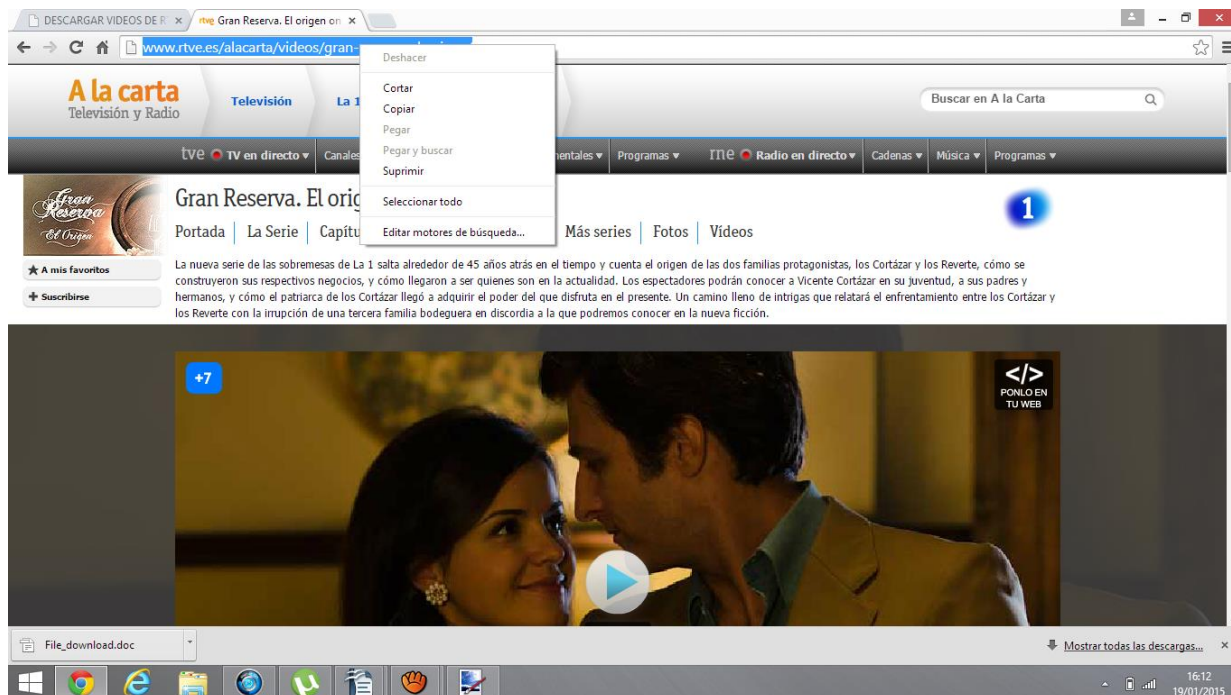 DESCARGAR VIDEOS DE R
rtve Gran Reserva. El origen on
www.rtve.es/alacarta/videos/gran-
Deshacer
Cortar
Copiar
Pegar
Pegar y buscar
Suprimir
Seleccionar todo
Editar motores de búsqueda...
A la carta
Televisión y Radio
Televisión La 1
Buscar en A la Carta
tve TV en directo Canales entales Programas rne Radio en directo Cadenas Música Programas
Gran
Reserva
El Origen
Gran Reserva. El orig
1
Portada La Serie Capítu Más series Fotos Vídeos
A mis favoritos
Suscribirse
La nueva serie de las sobremesas de La 1 salta alrededor de 45 años atrás en el tiempo y cuenta el origen de las dos familias protagonistas, los Cortázar y los Reverte, cómo se
construyeron sus respectivos negocios, y cómo llegaron a ser quienes son en la actualidad. Los espectadores podrán conocer a Vicente Cortázar en su juventud, a sus padres y
hermanos, y cómo el patriarca de los Cortázar llegó a adquirir el poder del que disfruta en el presente. Un camino lleno de intrigas que relatará el enfrentamiento entre los Cortázar y
los Reverte con la irrupción de una tercera familia bodeguera en discordia a la que podremos conocer en la nueva ficción.
+7
</>
PONLO EN
TU WEB
File_download.doc
Mostrar todas las descargas...
16:12
19/01/2015